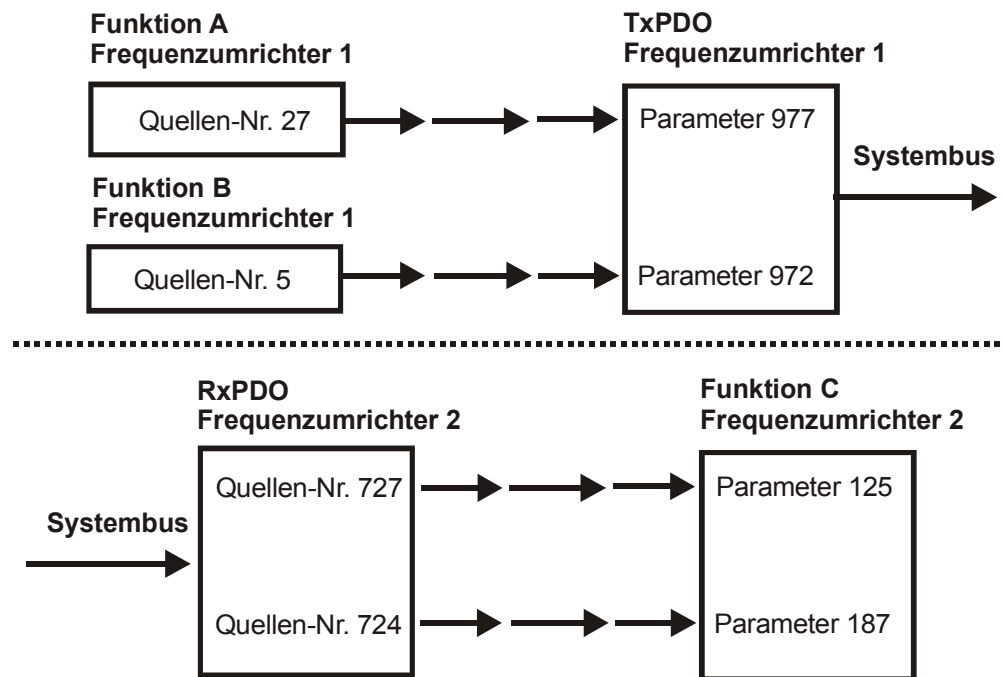 Funktion A
Frequenzumrichter 1
Quellen-Nr. 27
Funktion B
Frequenzumrichter 1
Quellen-Nr. 5
TxPDO
Frequenzumrichter 1
Parameter 977
Parameter 972
Systembus
RxPDO
Frequenzumrichter 2
Systembus
Quellen-Nr. 727
Quellen-Nr. 724
Funktion C
Frequenzumrichter 2
Parameter 125
Parameter 187